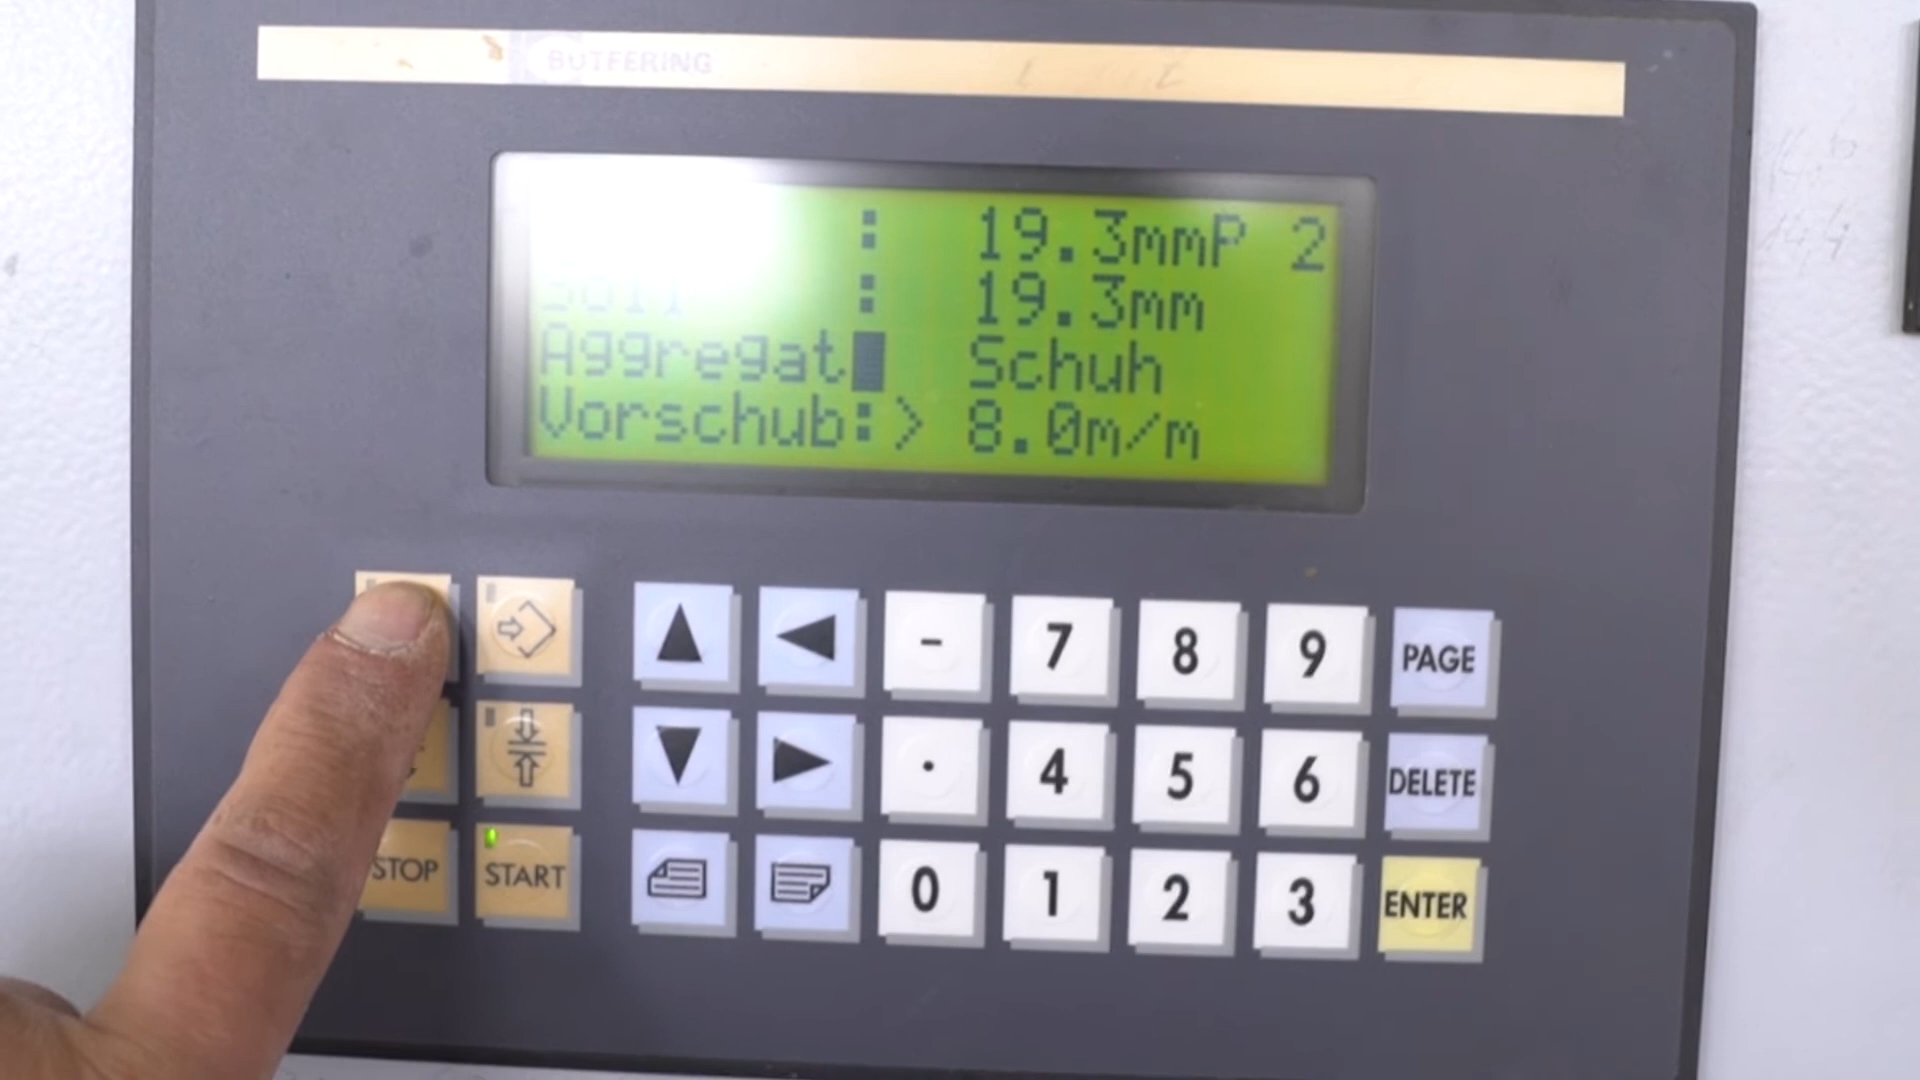 BUTFERING
: 19.3mmP 2
Soll : 19.3mm
Aggregat Schuh
Vorschub:> 8.0m/m
- 7 8 9 PAGE
. 4 5 6 DELETE
STOP START 0 1 2 3 ENTER